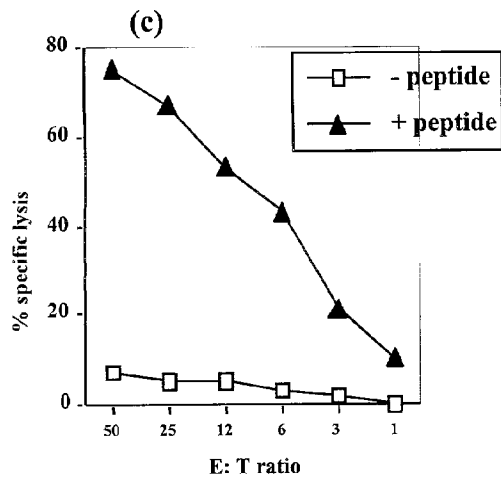 (c)
80
60
40
20
0
% specific lysis
- peptide
+ peptide
50 25 12 6 3 1
E: T ratio